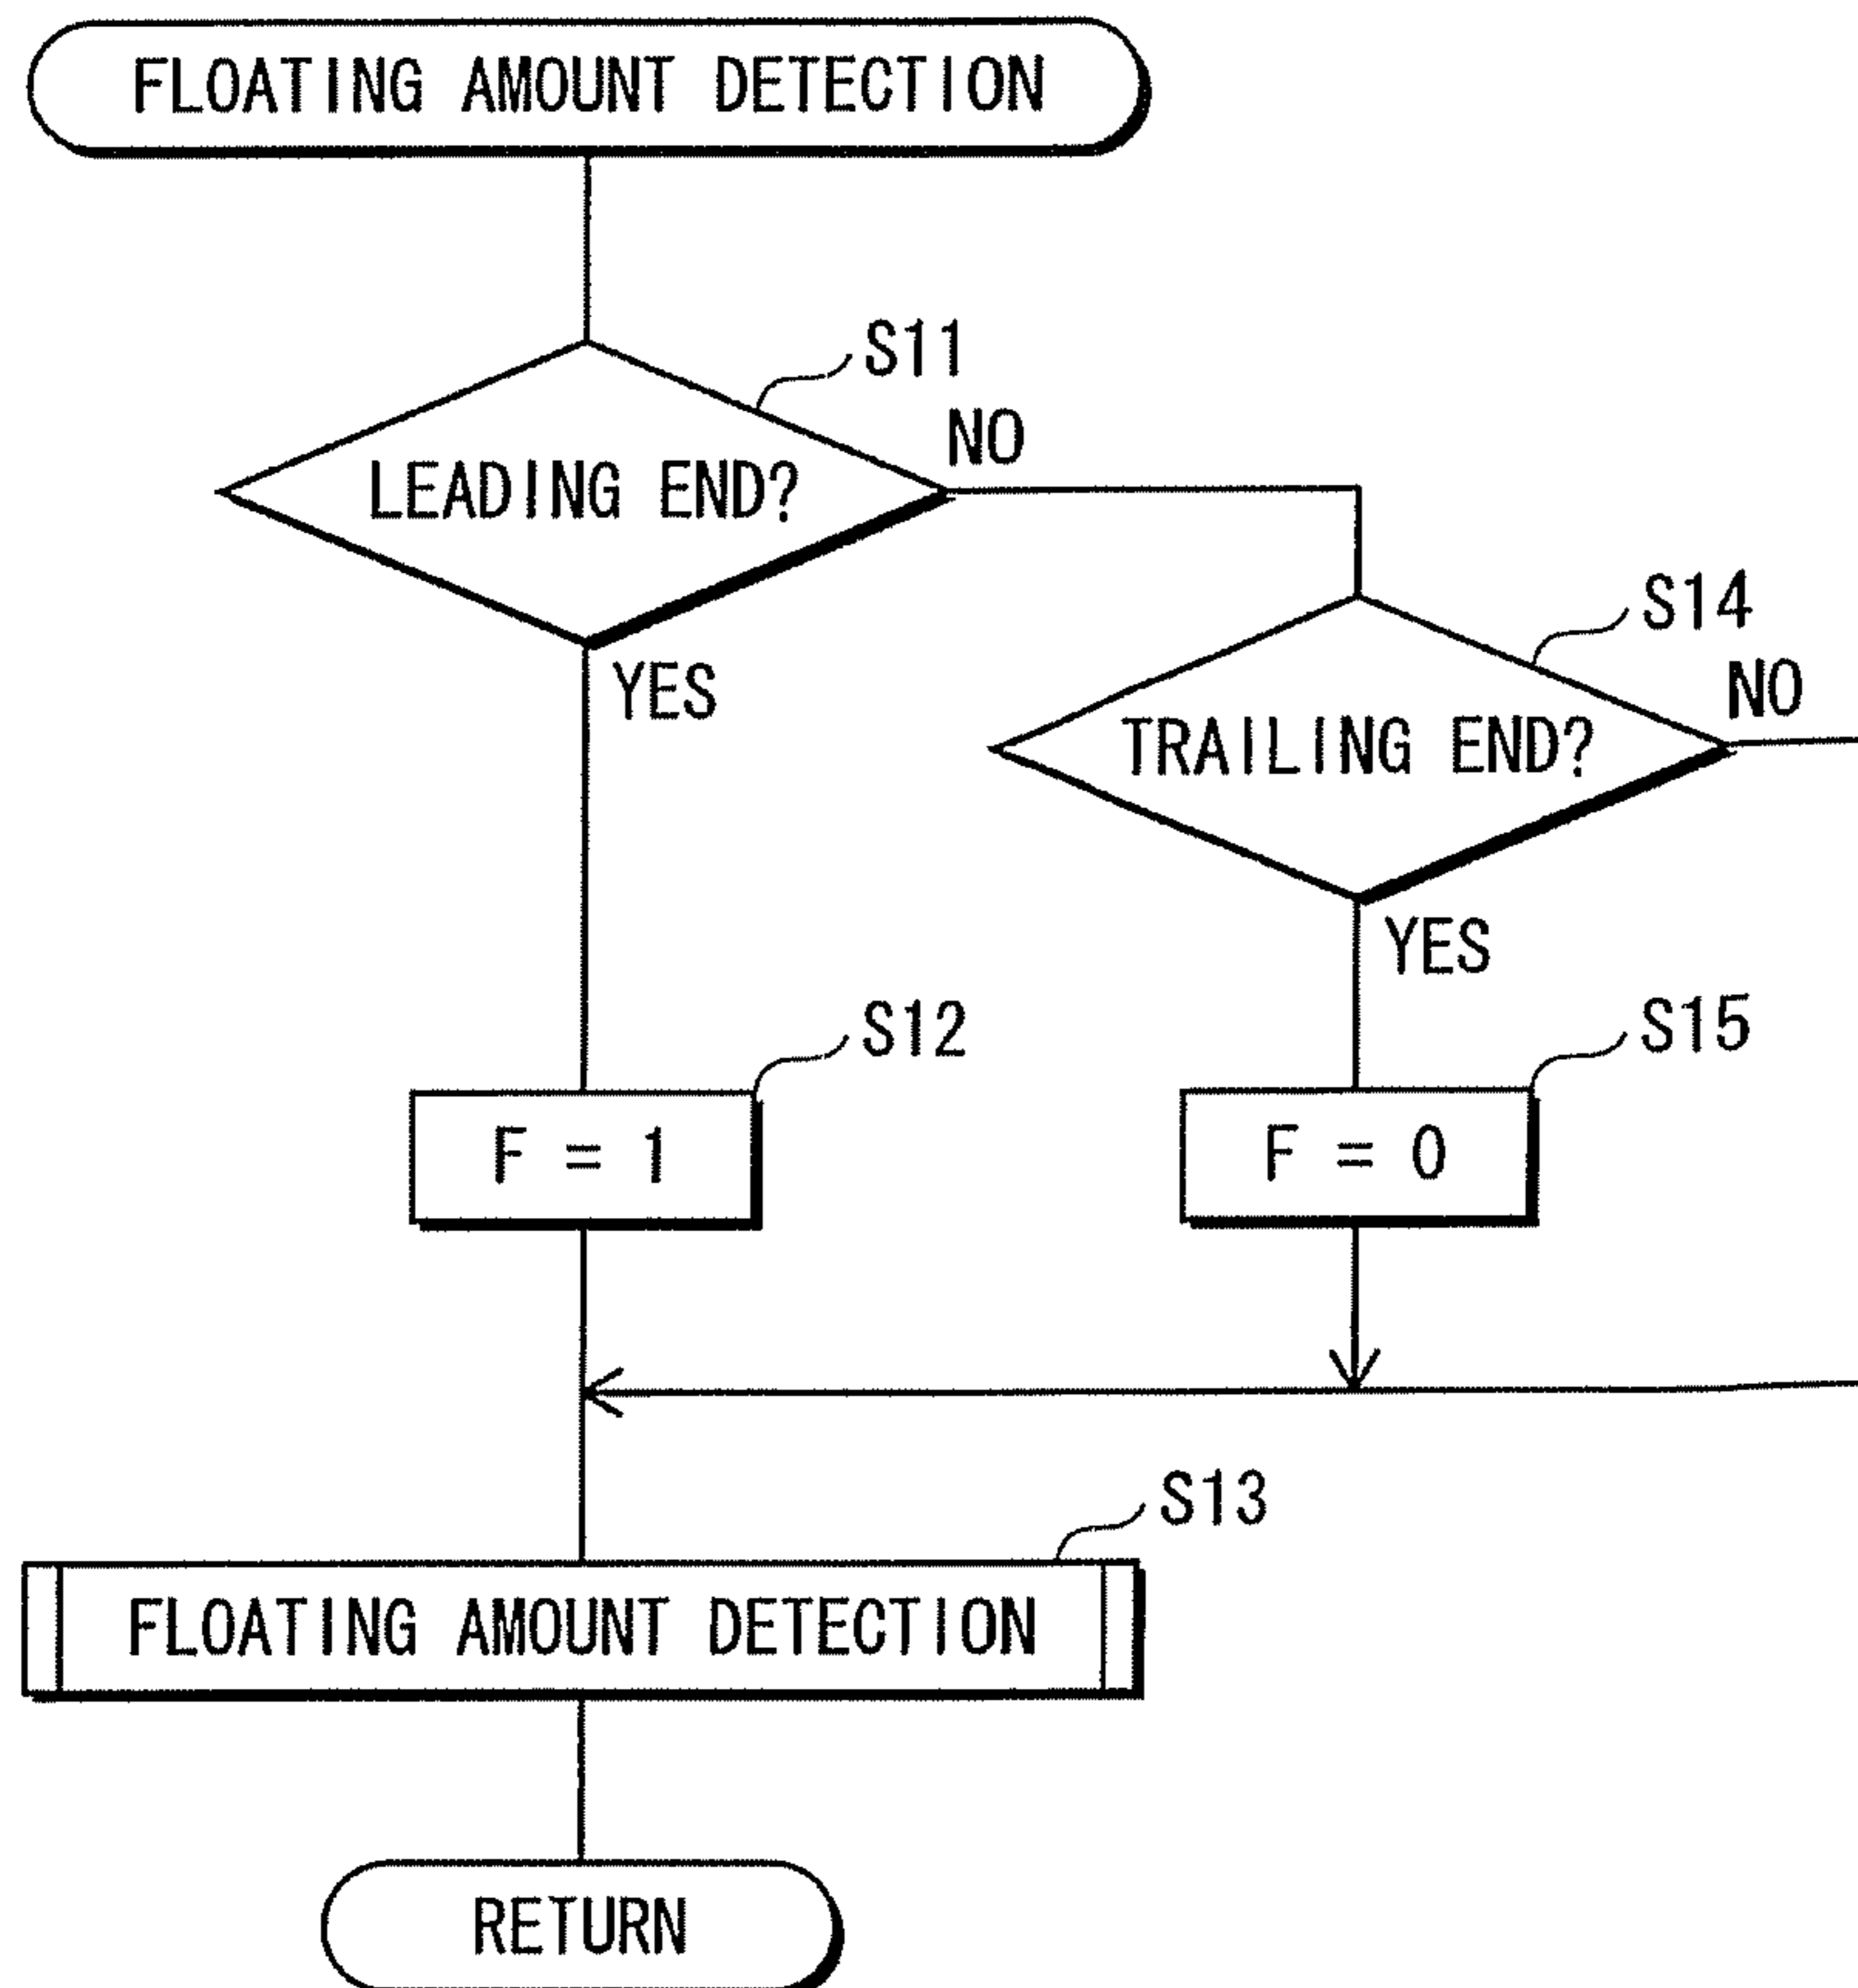 FLOATING AMOUNT DETECTION
S11
NO
LEADING END?
YES
S14
NO
TRAILING END?
YES
S12
F = 1
S15
F = 0
S13
FLOATING AMOUNT DETECTION
RETURN